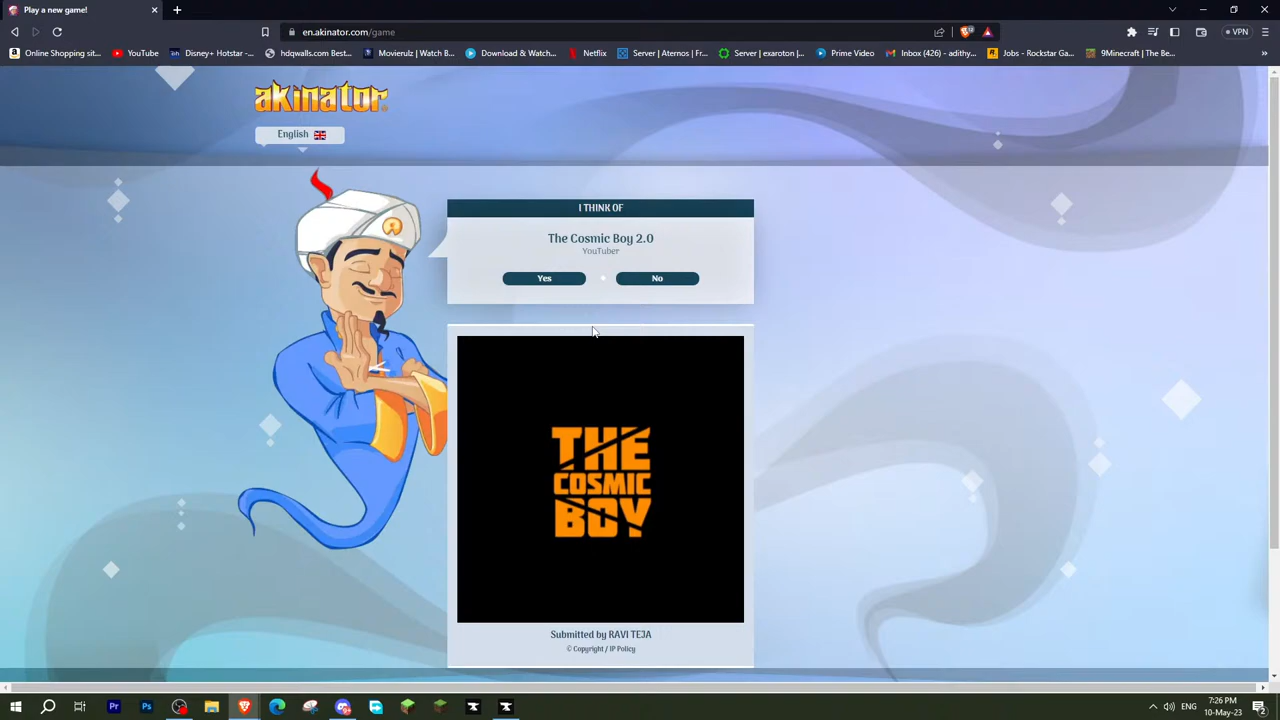 Play a new game!
en.akinator.com/game
VPN
Online Shopping sit...
YouTube
Disney+ Hotstar -...
hdqwalls.com Best...
Movierulz | Watch B...
Download & Watch...
Netflix
Server | Aternos | F...
Server | exaroton | ...
Prime Video
Inbox (426) - adithy...
Jobs - Rockstar Ga...
9Minecraft | The Be...
akinator
English
I THINK OF
The Cosmic Boy 2.0
YouTuber
Yes
No
THE
COSMIC
BOY
Submitted by RAVI TEJA
© Copyright / IP Policy
Pr
Ps
ENG
7:26 PM
10-May-23
2